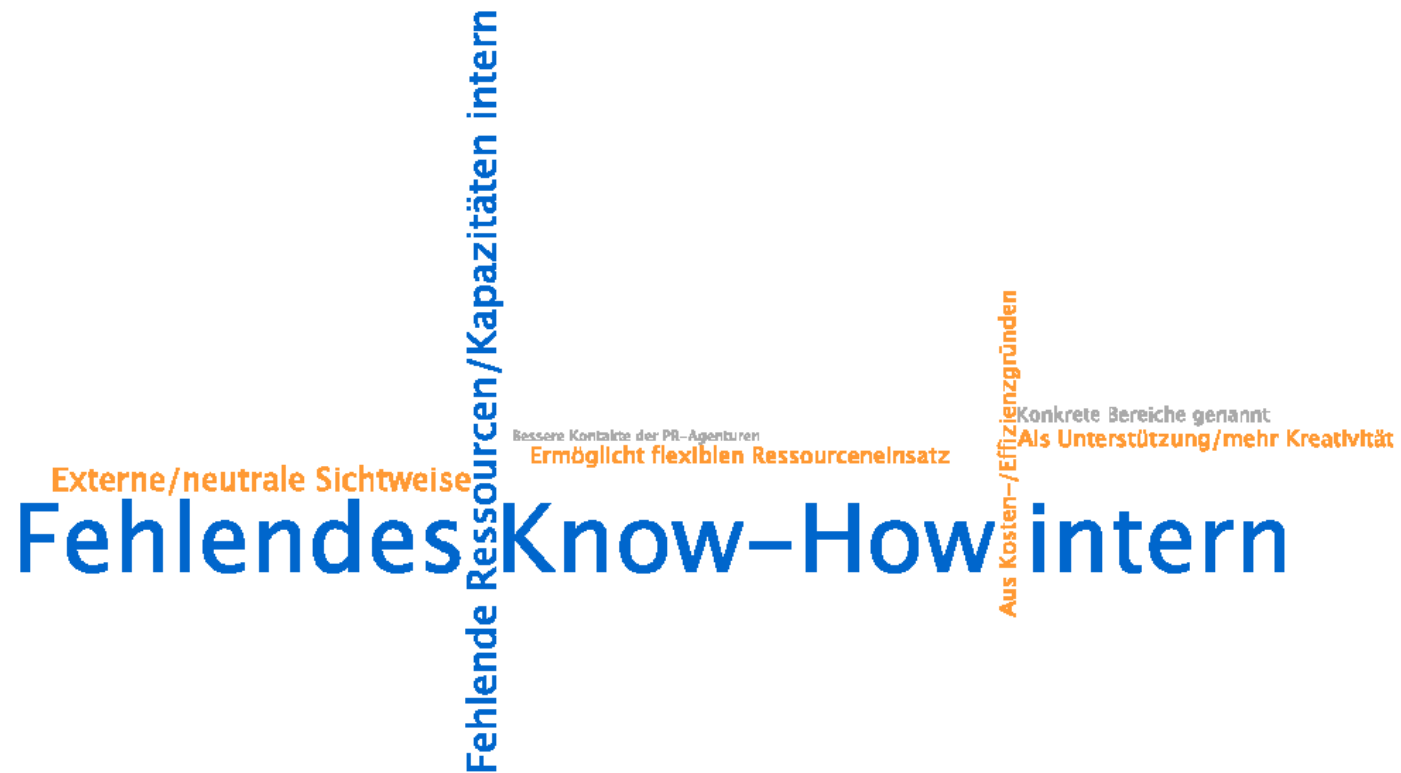 Fehlende Ressourcen/Kapazitäten intern
Aus Kosten-/Effizienzgründen
Konkrete Bereiche genannt
Bessere Kontakte der PR-Agenturen
Als Unterstützung/mehr Kreativität
Ermöglicht flexiblen Ressourceneinsatz
Externe/neutrale Sichtweise
Fehlendes Know-How intern